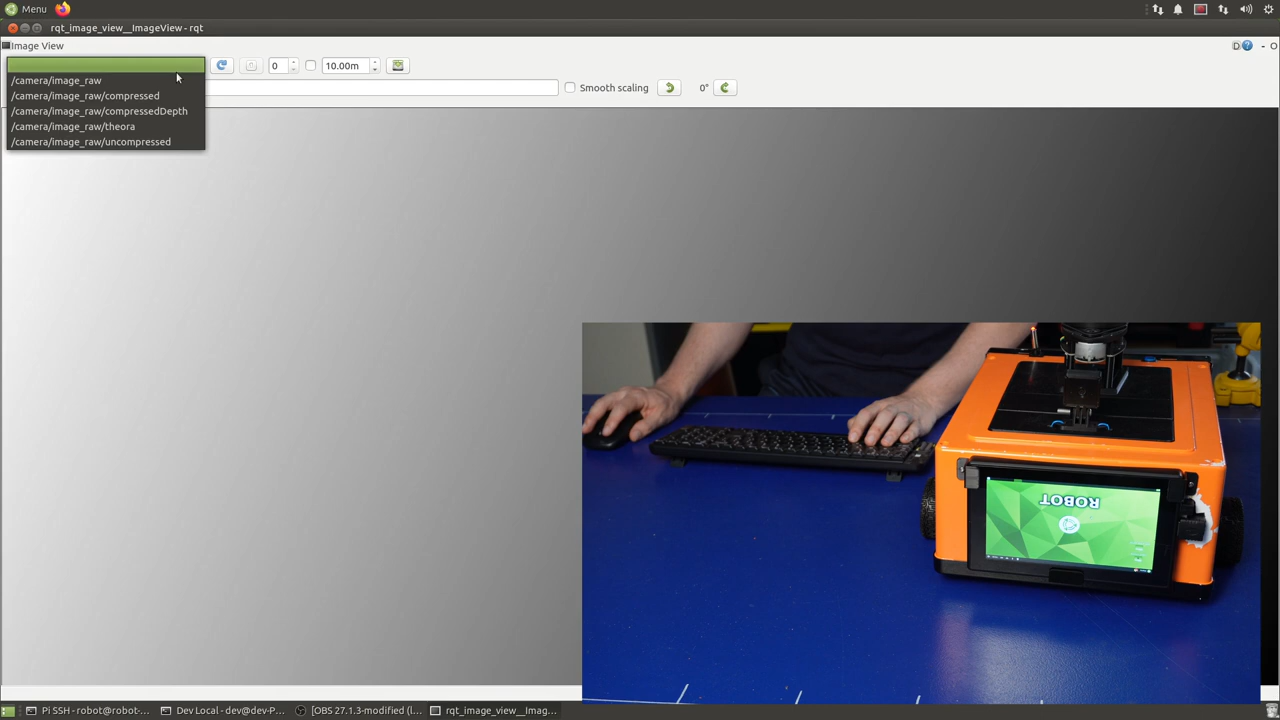 Menu
rqt_image_view__ImageView - rqt
Image View
D
- O
/camera/image_raw
/camera/image_raw/compressed
/camera/image_raw/compressedDepth
/camera/image_raw/theora
/camera/image_raw/uncompressed
0
10.00m
Smooth scaling
0°
ROBOT
Pi SSH - robot@robot-...
Dev Local - dev@dev-P...
[OBS 27.1.3-modified (l...
rqt_image_view__Imag...